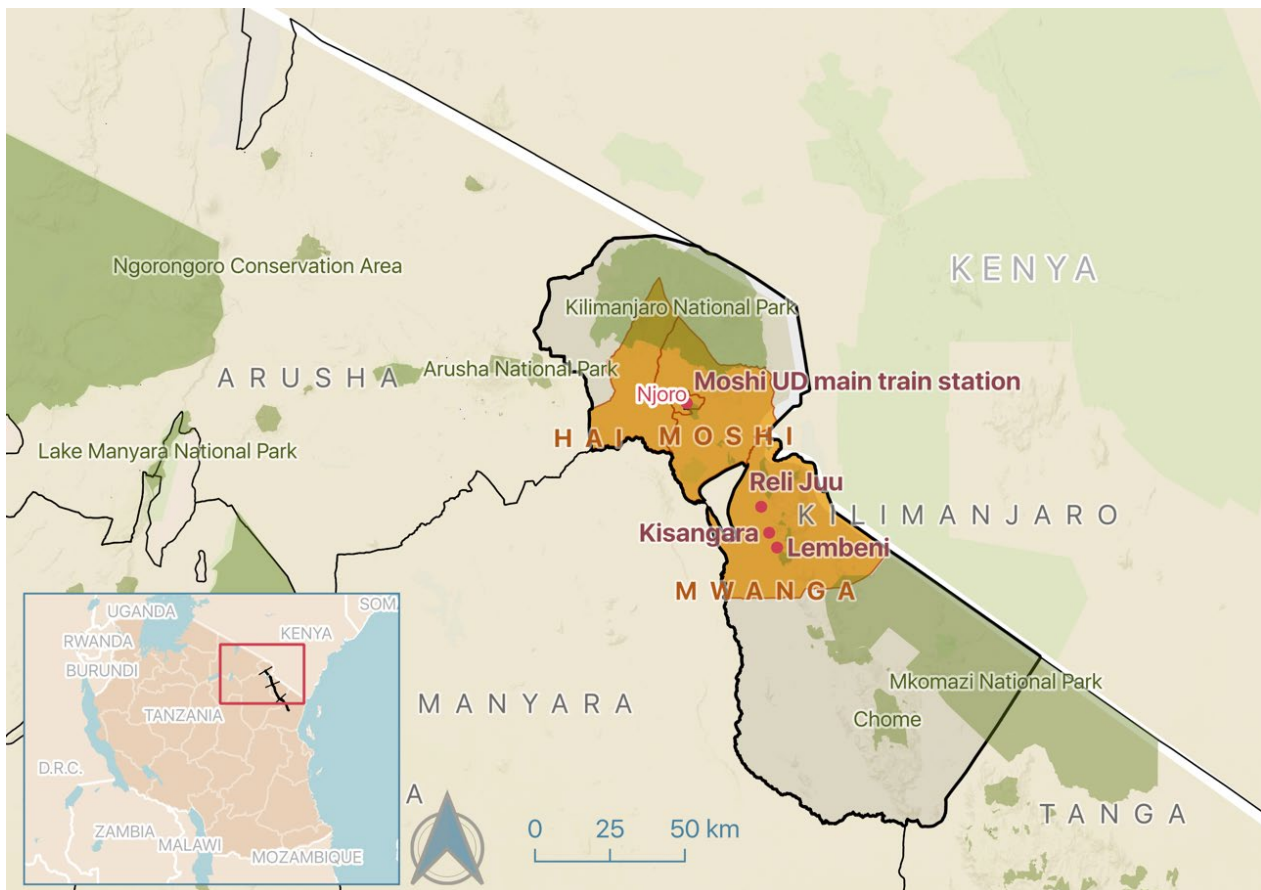 KENYA
Ngorongoro Conservation Area
Kilimanjaro National Park
ARUSHA
Arusha National Park
Moshi UD main train station
Njoro
HAI
MOSHI
Lake Manyara National Park
Reli Juu
KILIMANJARO
Kisangara
Lembeni
MWANGA
Mkomazi National Park
MANYARA
Chome
TANGA
A
0 25 50 km
UGANDA
SOM.
KENYA
RWANDA
BURUNDI
TANZANIA
D.R.C.
ZAMBIA
MALAWI
MOZAMBIQUE